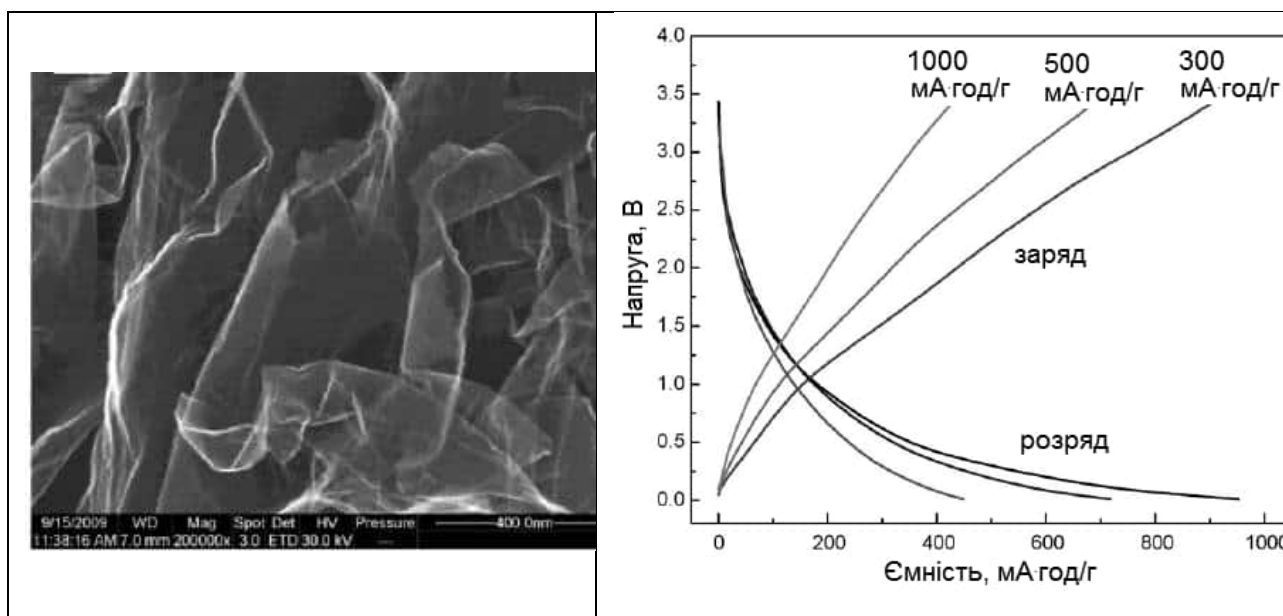 9/15/2009 WD Mag Spot Det HV Pressure 400.0nm
11:38:16 AM 7.0 mm 200000x 3.0 ETD 30.0 kV ---
4.0
3.5
3.0
2.5
2.0
1.5
1.0
0.5
0.0
Напруга, В
1000
мА·год/г
500
мА·год/г
300
мА·год/г
заряд
розряд
0 200 400 600 800 1000
Ємність, мА·год/г